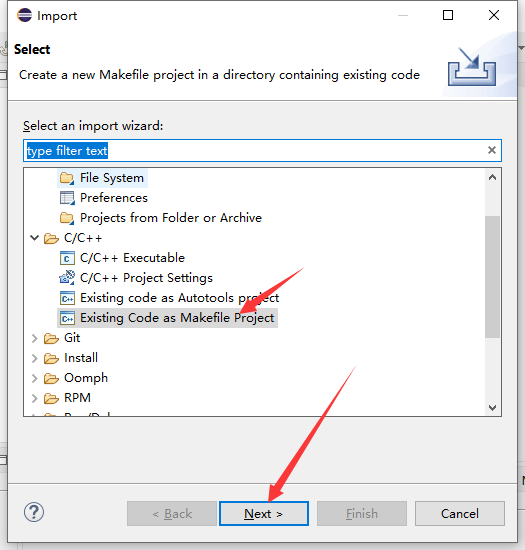 Import
Select
Create a new Makefile project in a directory containing existing code
Select an import wizard:
type filter text
File System
Preferences
Projects from Folder or Archive
C/C++
C/C++ Executable
C/C++ Project Settings
Existing code as Autotools project
Existing Code as Makefile Project
Git
Install
Oomph
RPM
< Back
Next >
Finish
Cancel